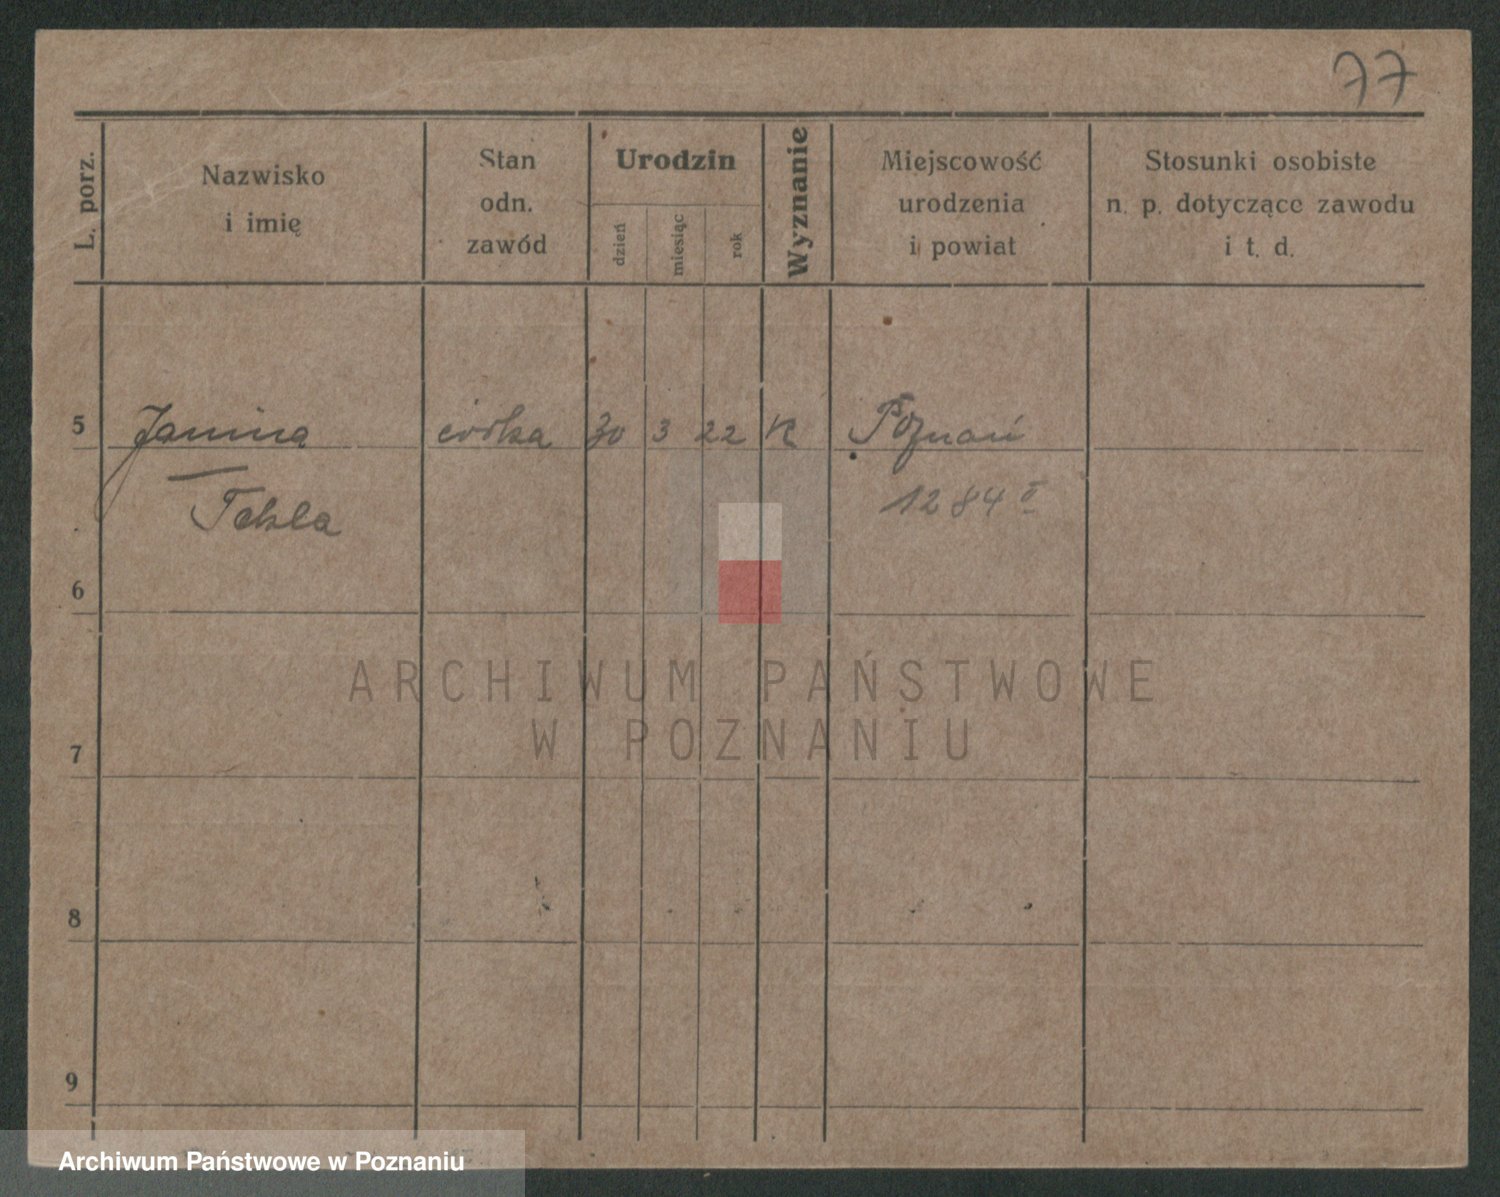 77
L. porz.
Nazwisko
i imię
Stan
odn.
zawód
Urodzin
dzień
miesiąc
rok
Wyznanie
Miejscowość
urodzenia
i powiat
Stosunki osobiste
n. p. dotyczące zawodu
i t. d.
5 Janina córka 30 3 22 K Poznań
Tekla 1284 I
6
ARCHIWUM PAŃSTWOWE
W POZNANIU
7
8
9
Archiwum Państwowe w Poznaniu